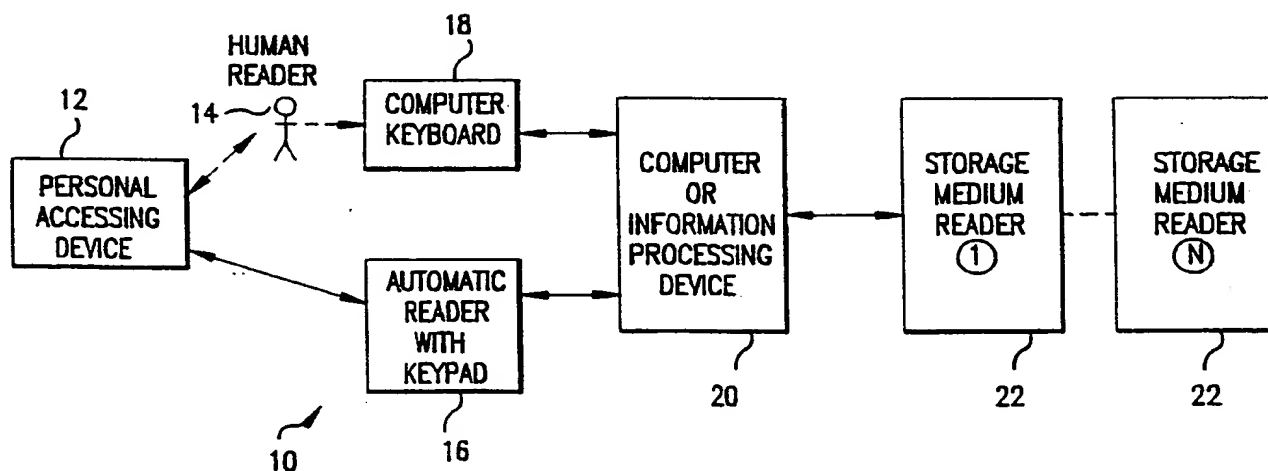 18
HUMAN
READER
12
14
COMPUTER
KEYBOARD
PERSONAL
ACCESSING
DEVICE
COMPUTER
OR
INFORMATION
PROCESSING
DEVICE
STORAGE
MEDIUM
READER
1
STORAGE
MEDIUM
READER
N
AUTOMATIC
READER
WITH
KEYPAD
20
22
22
10
16